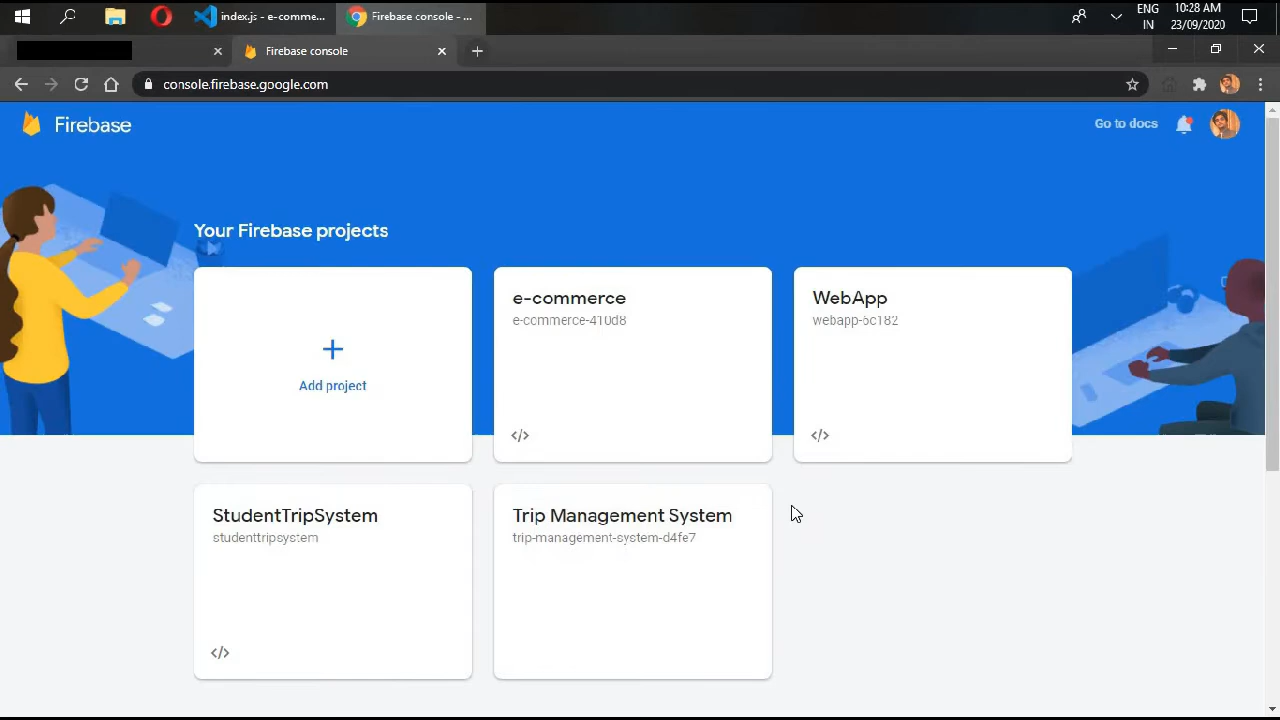 index.js - e-comme...
Firebase console - ...
ENG
IN
10:28 AM
23/09/2020
Firebase console
console.firebase.google.com
Firebase
Go to docs
Your Firebase projects
Add project
e-commerce
e-commerce-410d8
WebApp
webapp-6c182
</>
</>
StudentTripSystem
studenttripsystem
Trip Management System
trip-management-system-d4fe7
</>